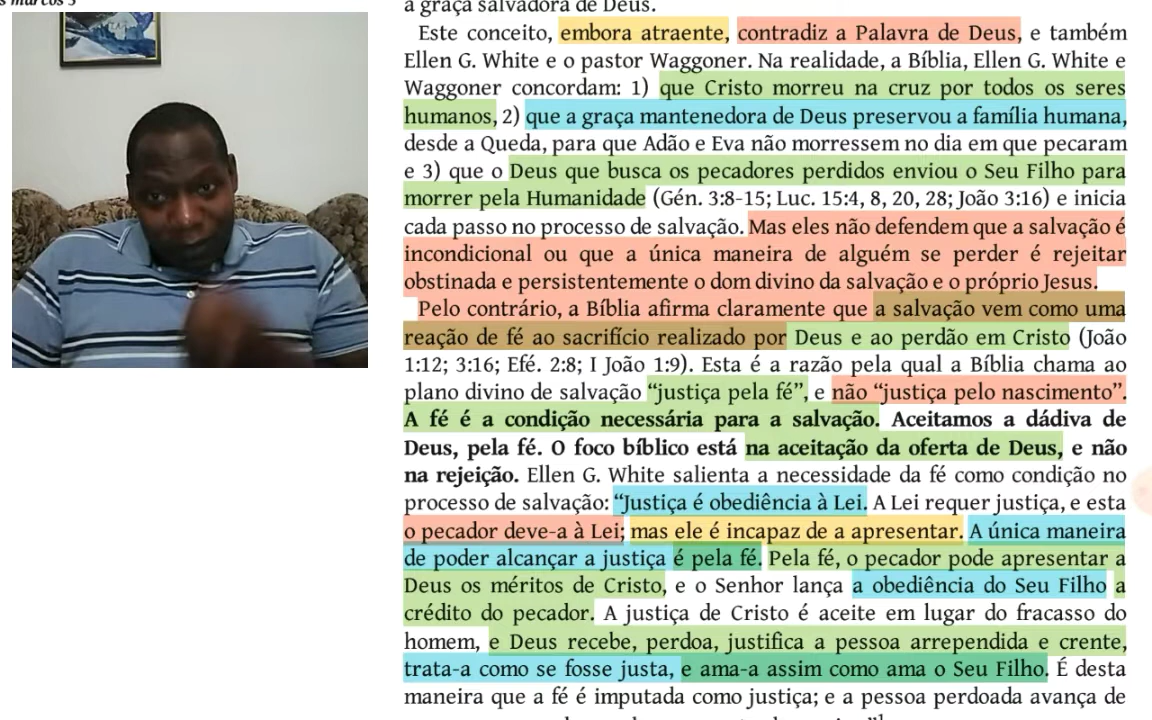 marcos 3
a graça salvadora de Deus.
Este conceito, embora atraente, contradiz a Palavra de Deus, e também
Ellen G. White e o pastor Waggoner. Na realidade, a Bíblia, Ellen G. White e
Waggoner concordam: 1) que Cristo morreu na cruz por todos os seres
humanos, 2) que a graça mantenedora de Deus preservou a família humana,
desde a Queda, para que Adão e Eva não morressem no dia em que pecaram
e 3) que o Deus que busca os pecadores perdidos enviou o Seu Filho para
morrer pela Humanidade (Gén. 3:8-15; Luc. 15:4, 8, 20, 28; João 3:16) e inicia
cada passo no processo de salvação. Mas eles não defendem que a salvação é
incondicional ou que a única maneira de alguém se perder é rejeitar
obstinada e persistentemente o dom divino da salvação e o próprio Jesus.
Pelo contrário, a Bíblia afirma claramente que a salvação vem como uma
reação de fé ao sacrifício realizado por Deus e ao perdão em Cristo (João
1:12; 3:16; Efé. 2:8; I João 1:9). Esta é a razão pela qual a Bíblia chama ao
plano divino de salvação “justiça pela fé”, e não “justiça pelo nascimento”.
A fé é a condição necessária para a salvação. Aceitamos a dádiva de
Deus, pela fé. O foco bíblico está na aceitação da oferta de Deus, e não
na rejeição. Ellen G. White salienta a necessidade da fé como condição no
processo de salvação: “Justiça é obediência à Lei. A Lei requer justiça, e esta
o pecador deve-a à Lei; mas ele é incapaz de a apresentar. A única maneira
de poder alcançar a justiça é pela fé. Pela fé, o pecador pode apresentar a
Deus os méritos de Cristo, e o Senhor lança a obediência do Seu Filho a
crédito do pecador. A justiça de Cristo é aceite em lugar do fracasso do
homem, e Deus recebe, perdoa, justifica a pessoa arrependida e crente,
trata-a como se fosse justa, e ama-a assim como ama o Seu Filho. É desta
maneira que a fé é imputada como justiça; e a pessoa perdoada avança de